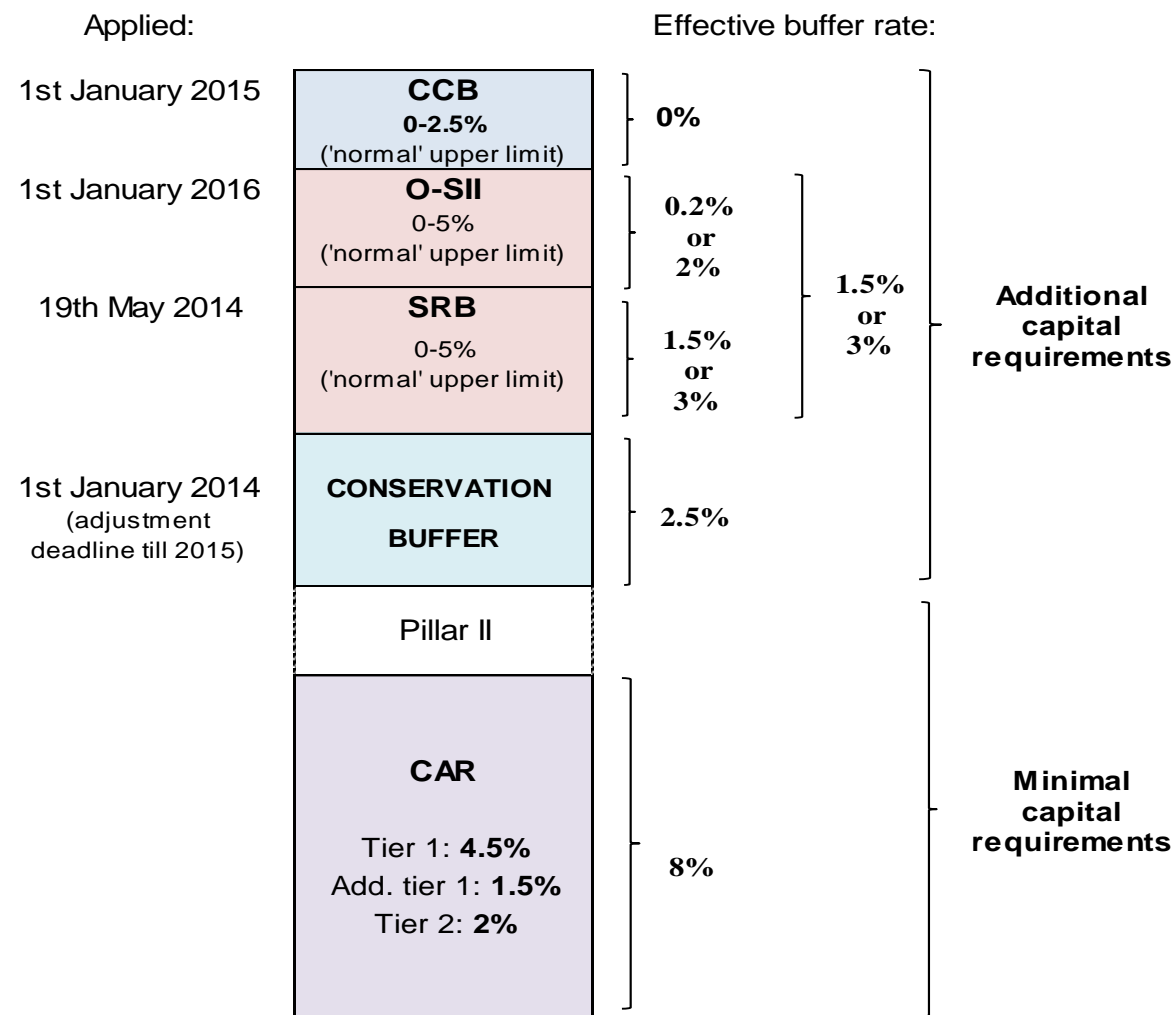 Applied:
Effective buffer rate:
1st January 2015
CCB
0-2.5%
('normal' upper limit)
0%
1st January 2016
O-SII
0-5%
('normal' upper limit)
0.2%
or
2%
19th May 2014
SRB
0-5%
('normal' upper limit)
1.5%
or
3%
1.5%
or
3%
Additional
capital
requirements
1st January 2014
(adjustment
deadline till 2015)
CONSERVATION
BUFFER
2.5%
Pillar II
CAR
Tier 1: 4.5%
Add. tier 1: 1.5%
Tier 2: 2%
8%
Minimal
capital
requirements